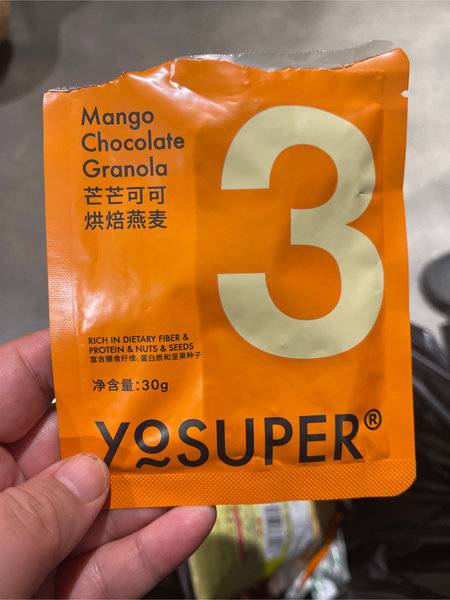 Mango
Chocolate
Granola
芒芒可可
烘焙燕麦
3
RICH IN DIETARY FIBER &
PROTEIN & NUTS & SEEDS
富含膳食纤维、蛋白质和坚果种子
净含量:30g
YOSUPER®